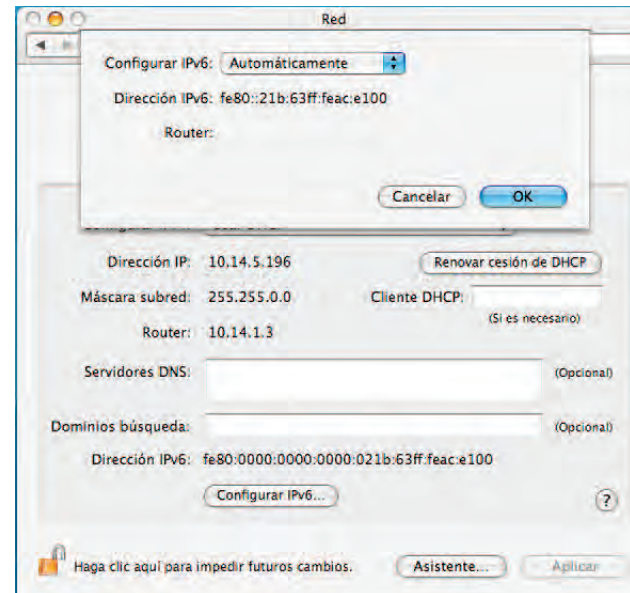 Red
Configurar IPv6: Automáticamente
Dirección IPv6: fe80::21b:63ff:feac:e100
Router:
Cancelar OK
Dirección IP: 10.14.5.196 Renovar cesión de DHCP
Máscara subred: 255.255.0.0 Cliente DHCP:
(Si es necesario)
Router: 10.14.1.3
Servidores DNS: (Opcional)
Dominios búsqueda: (Opcional)
Dirección IPv6: fe80:0000:0000:0000:021b:63ff:feac:e100
Configurar IPv6... ?
Haga clic aquí para impedir futuros cambios. Asistente... Aplicar